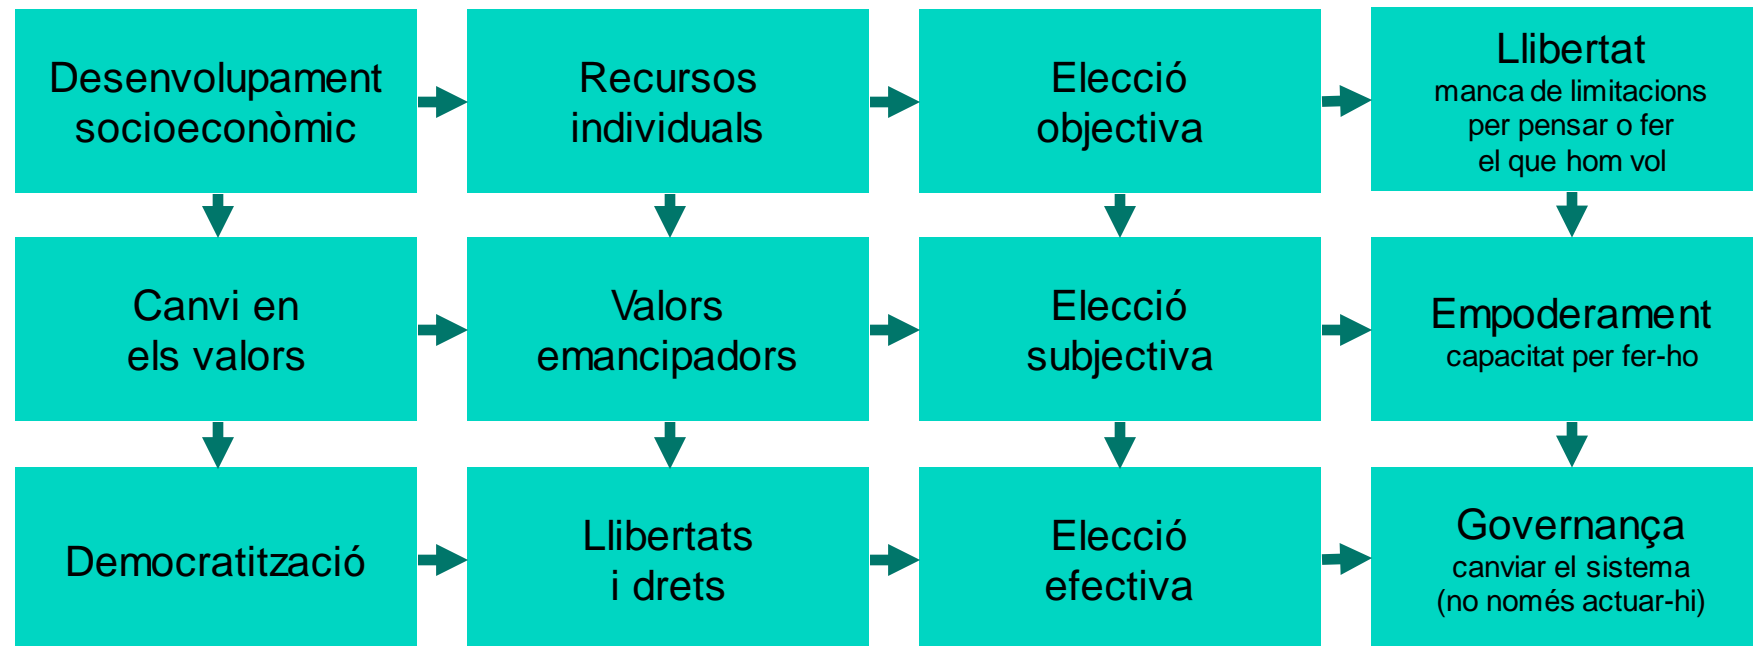 Desenvolupament
socioeconòmic
Recursos
individuals
Elecció
objectiva
Llibertat
manca de limitacions
per pensar o fer
el que hom vol
Canvi en
els valors
Valors
emancipadors
Elecció
subjectiva
Empoderament
capacitat per fer-ho
Democratització
Llibertats
i drets
Elecció
efectiva
Governança
canviar el sistema
(no només actuar-hi)